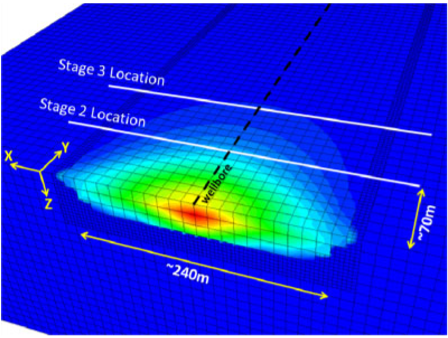 Stage 3 Location
Stage 2 Location
X
Y
Z
wellbore
~70m
~240m